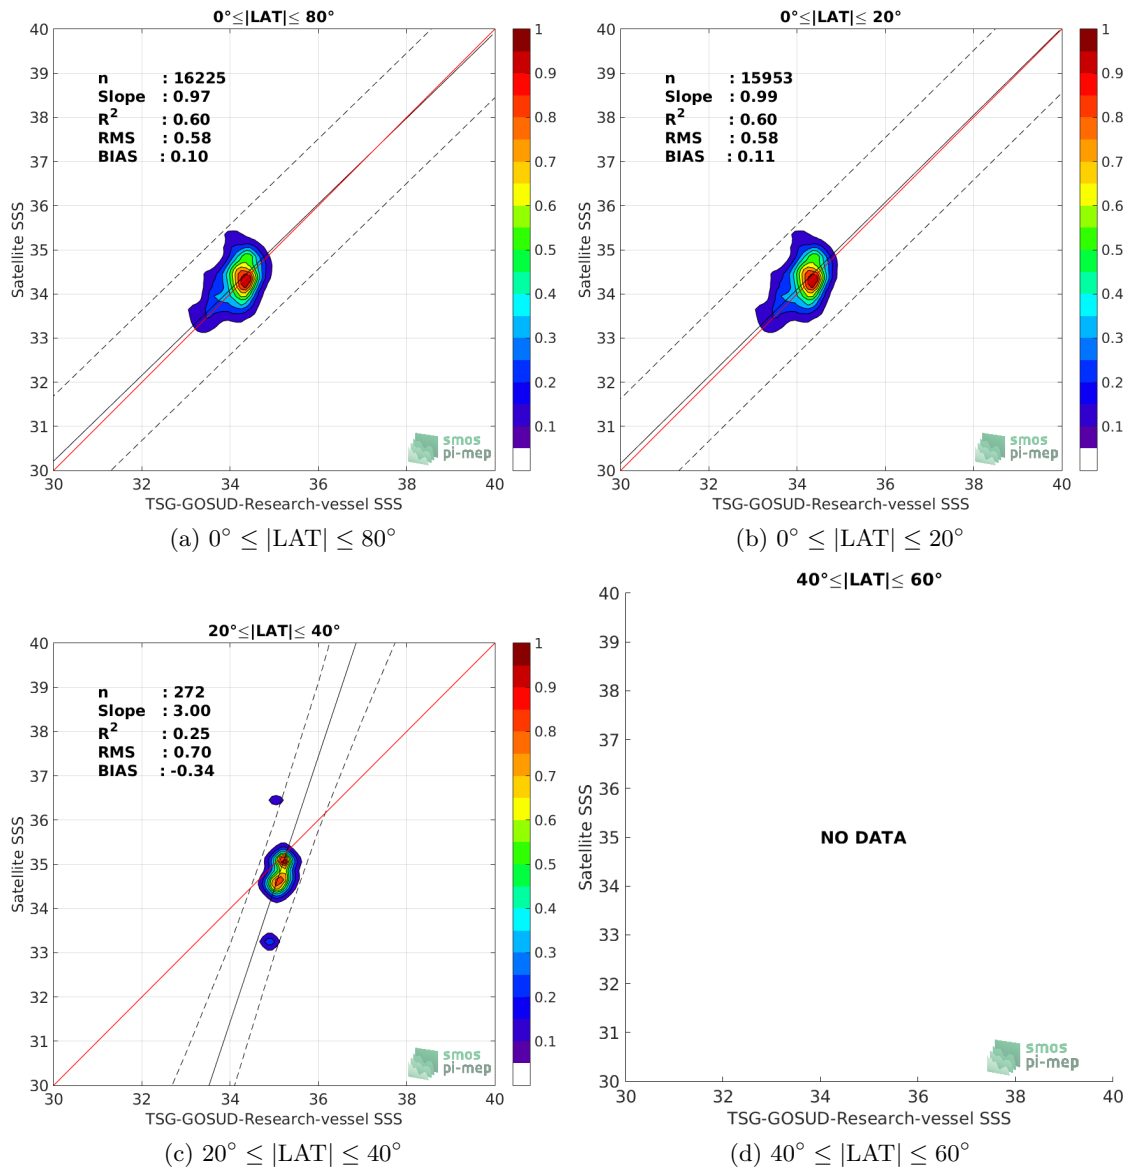 0°≤|LAT|≤ 80°
n : 16225
Slope : 0.97
R2 : 0.60
RMS : 0.58
BIAS : 0.10
40
39
38
37
36
35
34
33
32
31
30
Satellite SSS
30 32 34 36 38 40
TSG-GOSUD-Research-vessel SSS
1
0.9
0.8
0.7
0.6
0.5
0.4
0.3
0.2
0.1
smos
pi-mep
(a) 0° ≤ |LAT| ≤ 80°
0°≤|LAT|≤ 20°
n : 15953
Slope : 0.99
R2 : 0.60
RMS : 0.58
BIAS : 0.11
40
39
38
37
36
35
34
33
32
31
30
Satellite SSS
30 32 34 36 38 40
TSG-GOSUD-Research-vessel SSS
1
0.9
0.8
0.7
0.6
0.5
0.4
0.3
0.2
0.1
smos
pi-mep
(b) 0° ≤ |LAT| ≤ 20°
20°≤|LAT|≤ 40°
n : 272
Slope : 3.00
R2 : 0.25
RMS : 0.70
BIAS : -0.34
40
39
38
37
36
35
34
33
32
31
30
Satellite SSS
30 32 34 36 38 40
TSG-GOSUD-Research-vessel SSS
1
0.9
0.8
0.7
0.6
0.5
0.4
0.3
0.2
0.1
smos
pi-mep
(c) 20° ≤ |LAT| ≤ 40°
40°≤|LAT|≤ 60°
40
39
38
37
36
35
34
33
32
31
30
Satellite SSS
NO DATA
30 32 34 36 38 40
TSG-GOSUD-Research-vessel SSS
smos
pi-mep
(d) 40° ≤ |LAT| ≤ 60°